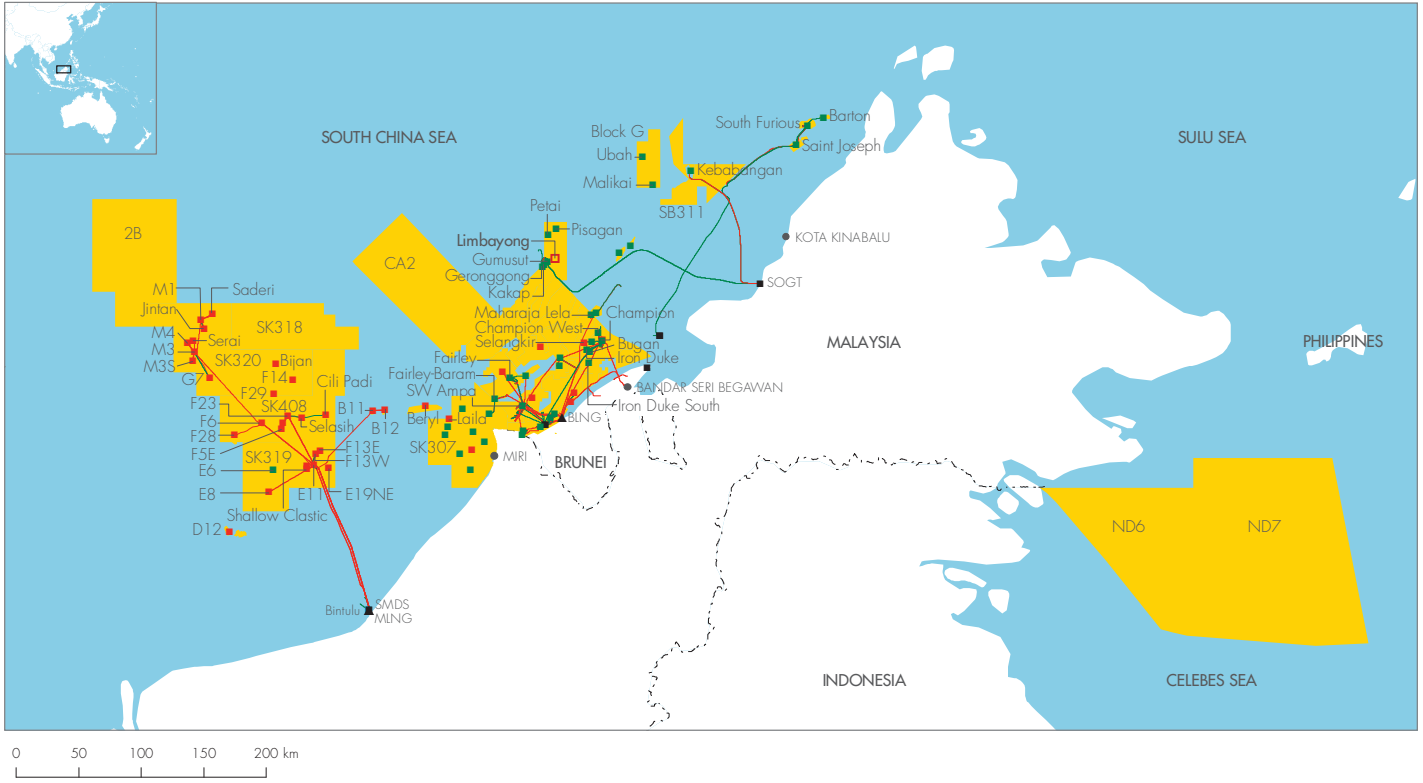 SOUTH CHINA SEA
SULU SEA
Block G
South Furious
Barton
Ubah
Saint Joseph
Malikai
Kebabangan
SB311
Petai
Pisagan
2B
CA2
Limbayong
KOTA KINABALU
Gumusut
Geronggong
SOGT
Kakap
M1
Saderi
Jintan
Maharaja Lela
Champion
SK318
Champion West
M4
Serai
Selangkir
Bugan
MALAYSIA
PHILIPPINES
M3
SK320
Bijan
Fairley
Iron Duke
M3S
G7
F14
Cili Padi
Fairley-Baram
F29
SW Ampa
BANDAR SERI BEGAWAN
F23
SK408
B11
Iron Duke South
F6
B12
Beryl
Laila
BLNG
F28
Selasih
F5E
F13E
SK307
E6
SK319
F13W
MIRI
BRUNEI
E8
E11
E19NE
Shallow Clastic
D12
ND6
ND7
Bintulu
SMDS
MLNG
INDONESIA
CELEBES SEA
0 50 100 150 200 km